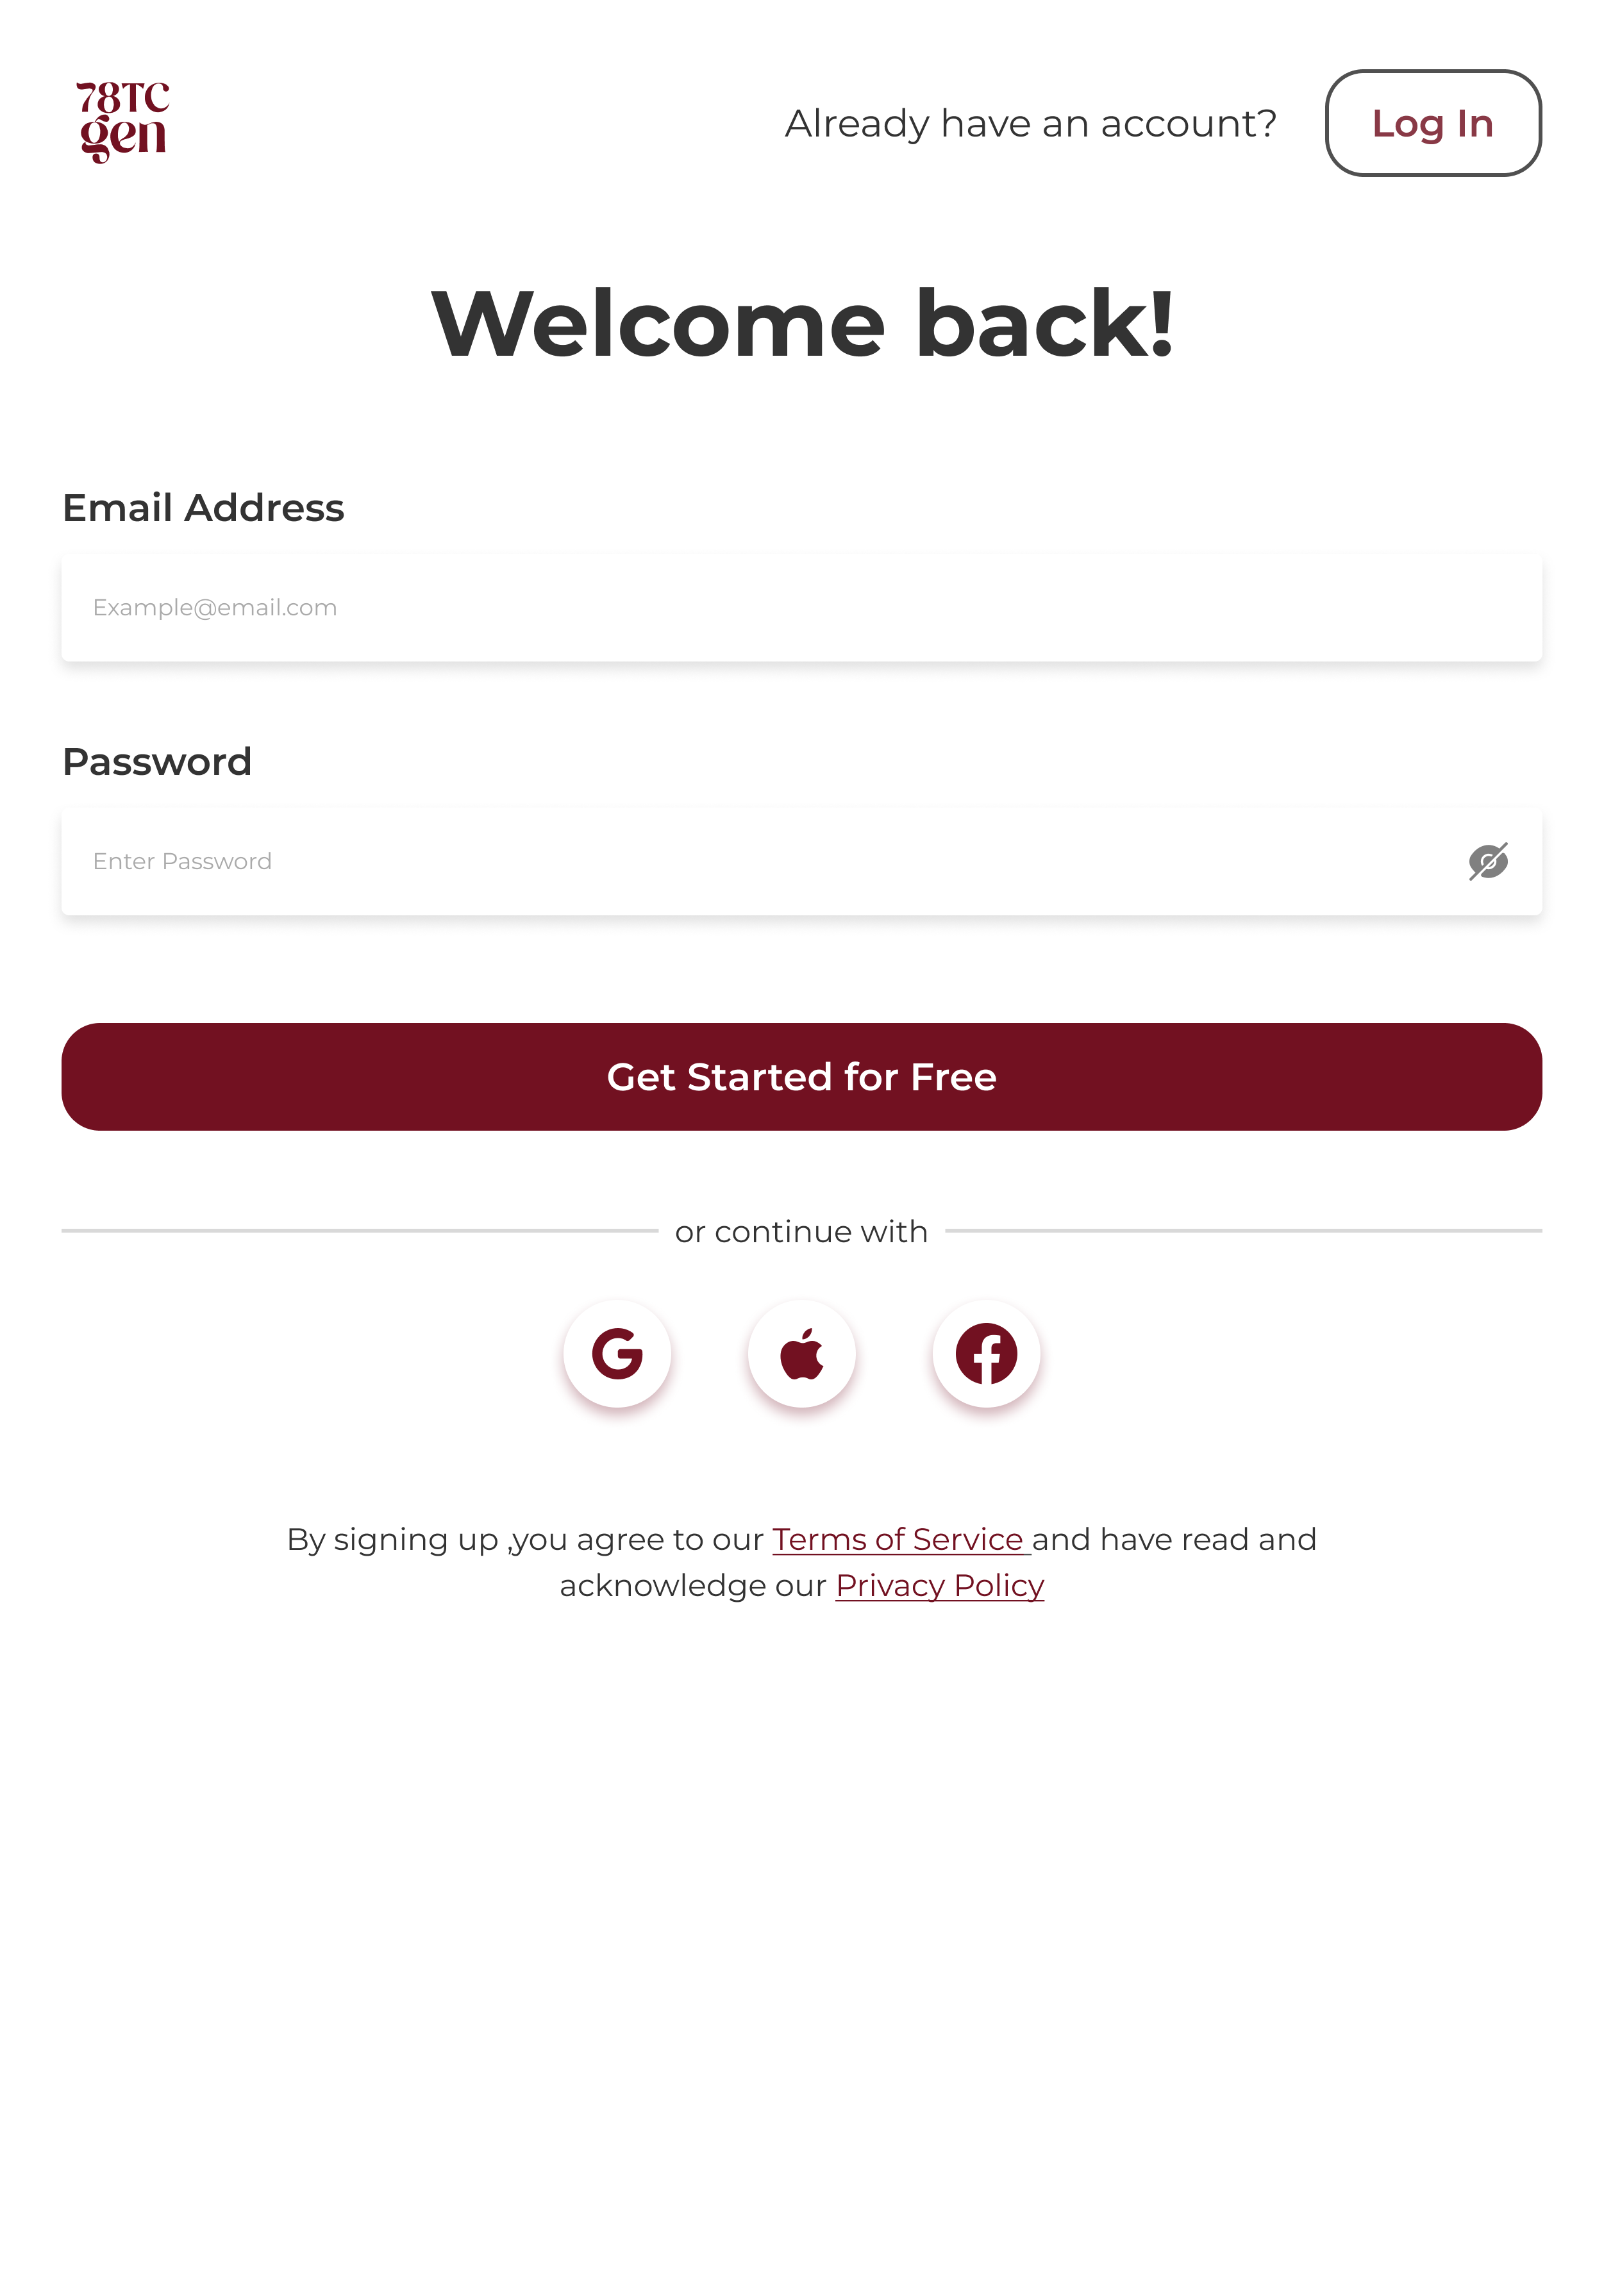 78TC
gen
Already have an account?
Log In
Welcome back!
Email Address
Example@email.com
Password
Enter Password
Get Started for Free
or continue with
By signing up ,you agree to our Terms of Service and have read and
acknowledge our Privacy Policy